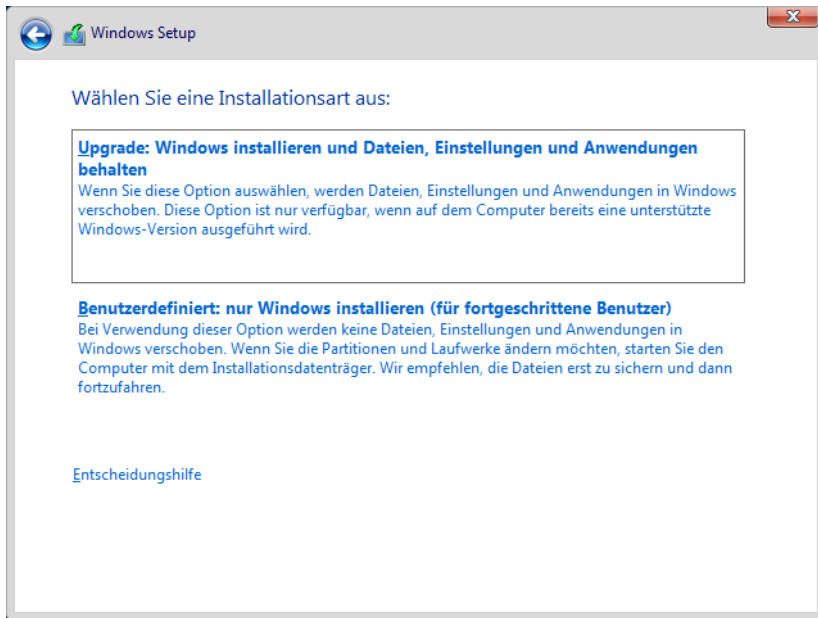 Windows Setup
Wählen Sie eine Installationsart aus:
Upgrade: Windows installieren und Dateien, Einstellungen und Anwendungen
behalten
Wenn Sie diese Option auswählen, werden Dateien, Einstellungen und Anwendungen in Windows
verschoben. Diese Option ist nur verfügbar, wenn auf dem Computer bereits eine unterstützte
Windows-Version ausgeführt wird.
Benutzerdefiniert: nur Windows installieren (für fortgeschrittene Benutzer)
Bei Verwendung dieser Option werden keine Dateien, Einstellungen und Anwendungen in
Windows verschoben. Wenn Sie die Partitionen und Laufwerke ändern möchten, starten Sie den
Computer mit dem Installationsdatenträger. Wir empfehlen, die Dateien erst zu sichern und dann
fortzufahren.
Entscheidungshilfe